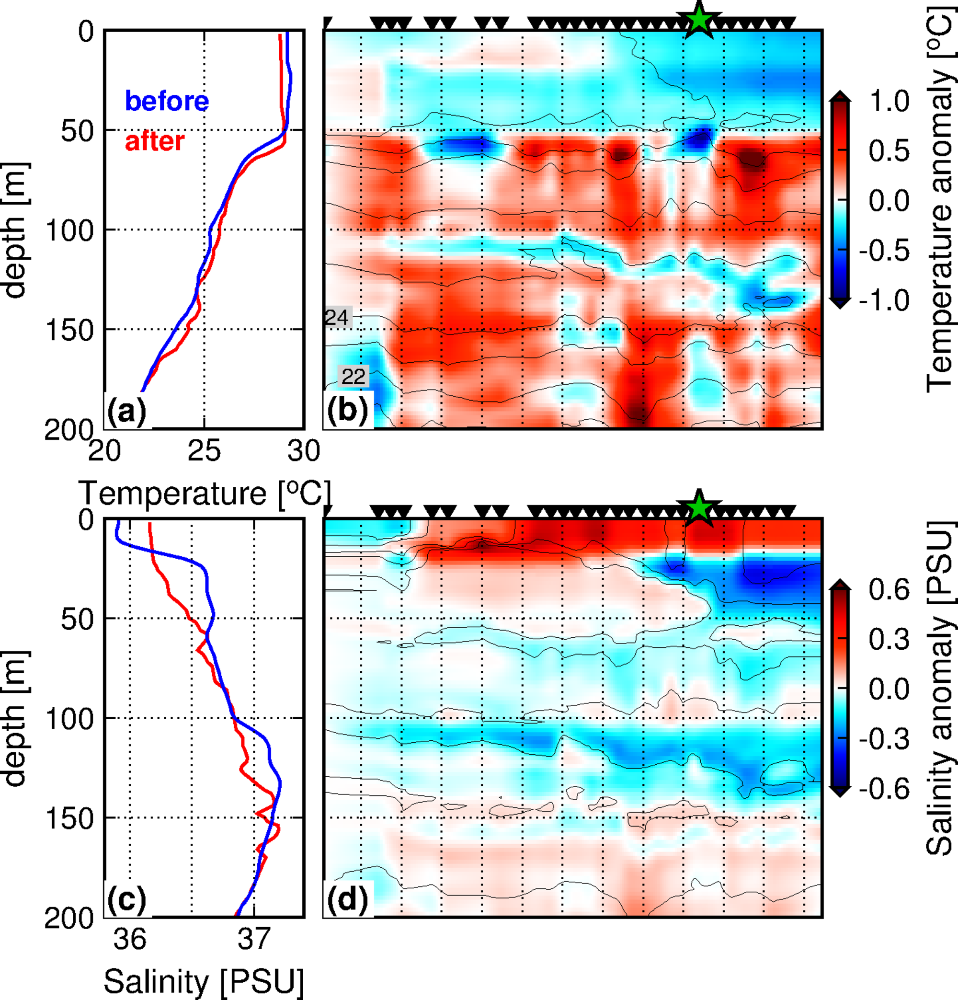 0
50
100
150
200
depth [m]
before
after
(a)
20
25
30
Temperature [°C]
24
22
(b)
1.0
0.5
0.0
-0.5
-1.0
Temperature anomaly [°C]
0
50
100
150
200
depth [m]
(c)
36
37
Salinity [PSU]
(d)
0.6
0.3
0.0
-0.3
-0.6
Salinity anomaly [PSU]